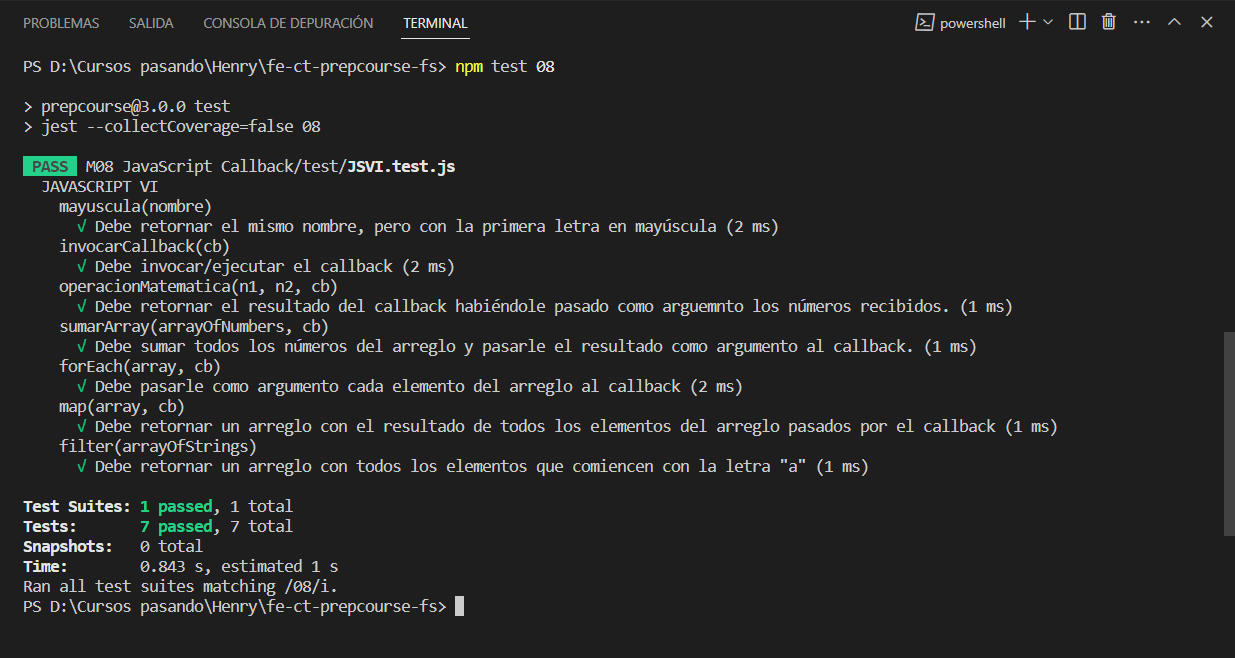 PROBLEMAS SALIDA CONSOLA DE DEPURACIÓN TERMINAL powershell
PS D:\Cursos pasando\Henry\fe-ct-prepcourse-fs> npm test 08
> prepcourse@3.0.0 test
> jest --collectCoverage=false 08
PASS M08 JavaScript Callback/test/JSVI.test.js
JAVASCRIPT VI
mayuscula(nombre)
√ Debe retornar el mismo nombre, pero con la primera letra en mayúscula (2 ms)
invocarCallback(cb)
√ Debe invocar/ejecutar el callback (2 ms)
operacionMatematica(n1, n2, cb)
√ Debe retornar el resultado del callback habiéndole pasado como arguemnto los números recibidos. (1 ms)
sumarArray(arrayOfNumbers, cb)
√ Debe sumar todos los números del arreglo y pasarle el resultado como argumento al callback. (1 ms)
forEach(array, cb)
√ Debe pasarle como argumento cada elemento del arreglo al callback (2 ms)
map(array, cb)
√ Debe retornar un arreglo con el resultado de todos los elementos del arreglo pasados por el callback (1 ms)
filter(arrayOfStrings)
√ Debe retornar un arreglo con todos los elementos que comiencen con la letra "a" (1 ms)
Test Suites: 1 passed, 1 total
Tests: 7 passed, 7 total
Snapshots: 0 total
Time: 0.843 s, estimated 1 s
Ran all test suites matching /08/i.
PS D:\Cursos pasando\Henry\fe-ct-prepcourse-fs>